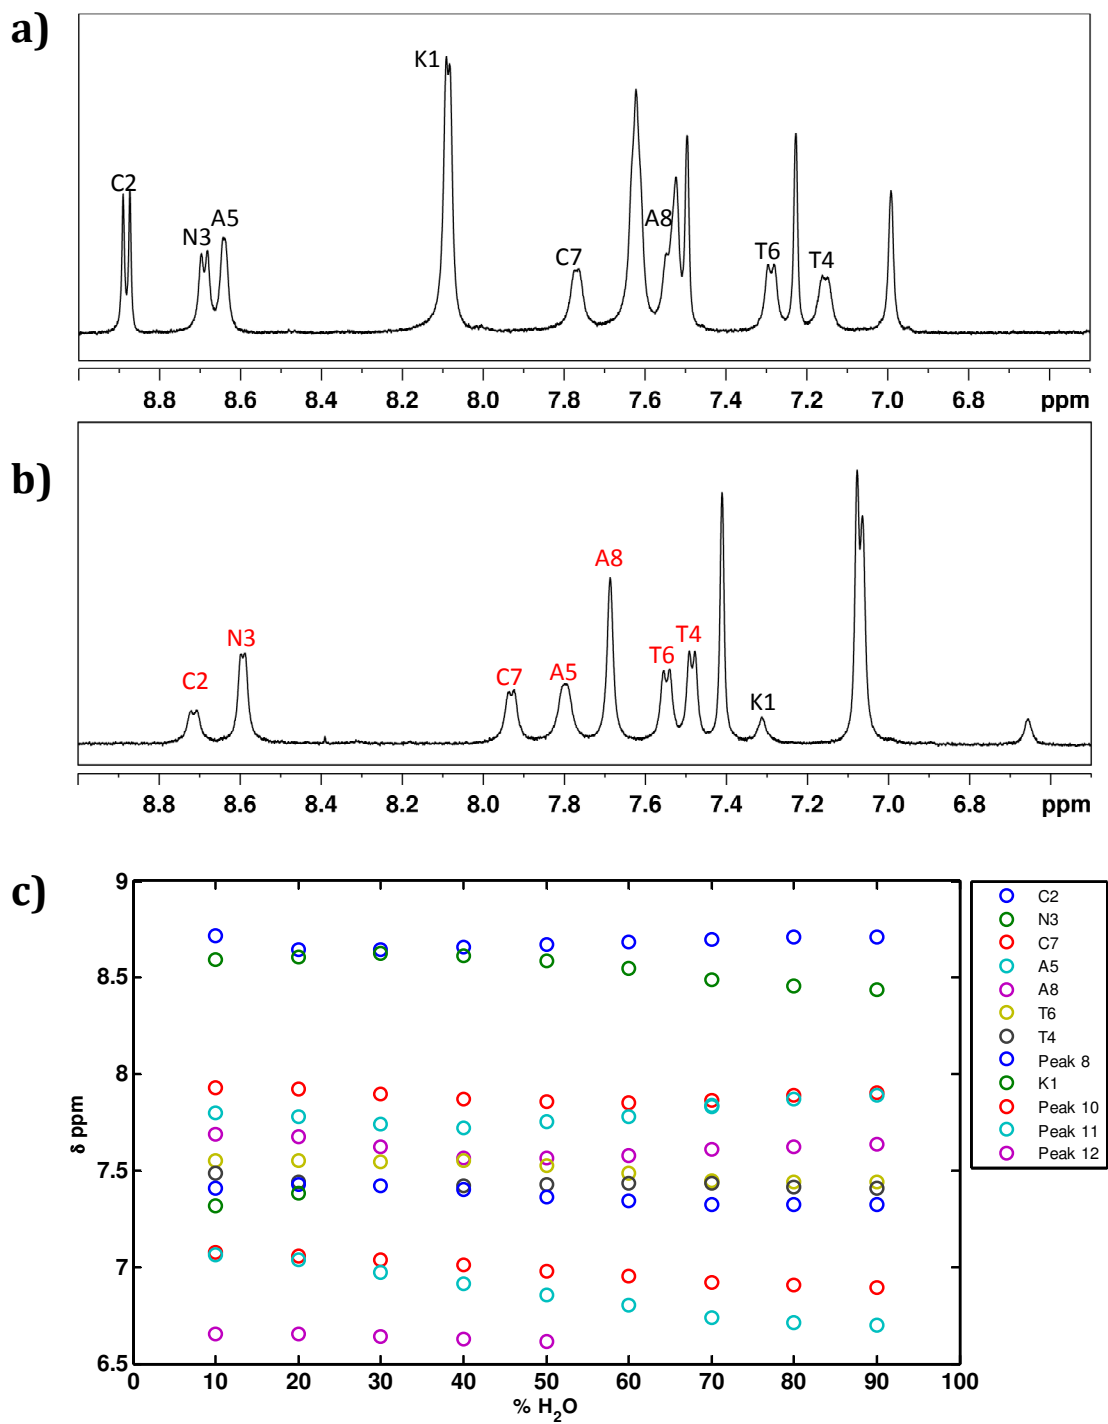 a)
K1
C2
A5
N3
A8
C7
T6
T4
8.8 8.6 8.4 8.2 8.0 7.8 7.6 7.4 7.2 7.0 6.8 ppm
b)
A8
N3
T4
T6
C2
C7
A5
K1
8.8 8.6 8.4 8.2 8.0 7.8 7.6 7.4 7.2 7.0 6.8 ppm
c)
9
8.5
8
7.5
7
6.5
δ ppm
0 10 20 30 40 50 60 70 80 90 100
% H₂O
C2
N3
C7
A5
A8
T6
T4
Peak 8
K1
Peak 10
Peak 11
Peak 12